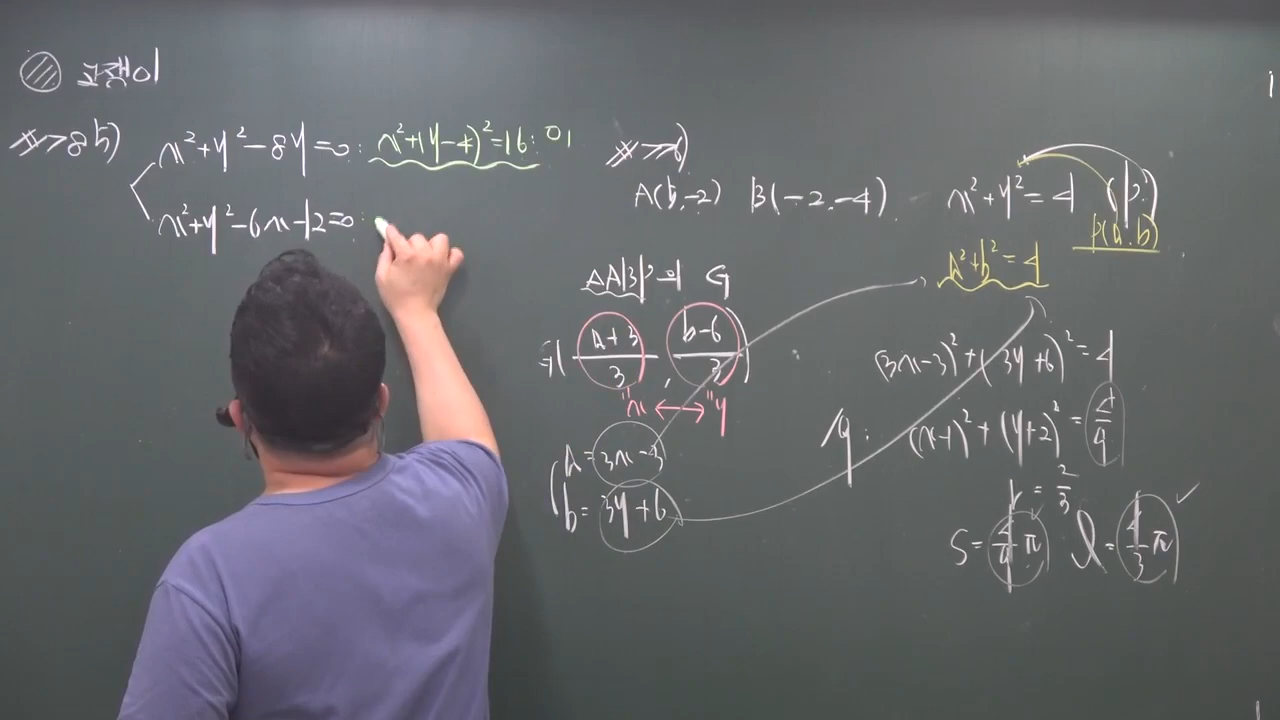 교쟁이
785) x²+y²-8y=0 : x²+(y-4)²=16 : O1
x²+y²-6x-12=0 :
A(5,-2) B(-2,-4) x²+y²=4 (P)
P(a,b)
a²+b²=4
△ABP의 G
G(a+3/3, b-6/3)
"x ↔ "y
a=3x-3
b=3y+6
(3x-3)²+(3y+6)²=4
(x-1)²+(y+2)²=4/9
r=2/3
S=4/9π l=4/3π